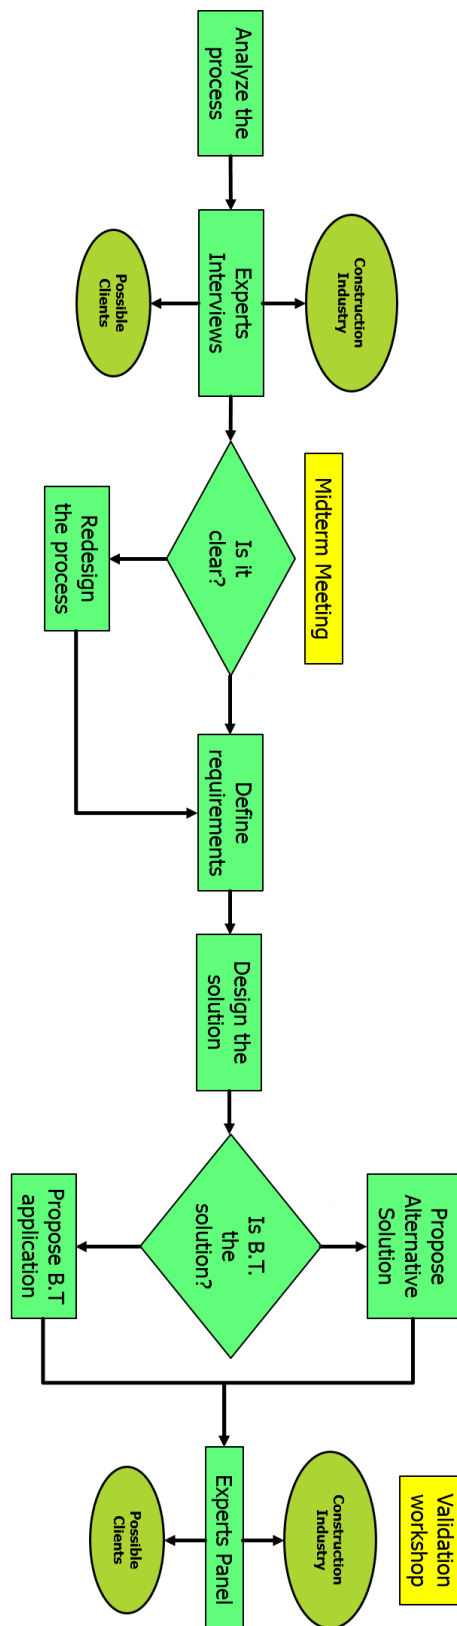 Analyze the
process
Construction
Industry
Experts
Interviews
Possible
Clients
Midterm Meeting
Is it
clear?
Redesign
the process
Define
requirements
Design the
solution
Propose
Alternative
Solution
Is B.T.
the
solution?
Propose B.T
application
Validation
workshop
Construction
Industry
Experts Panel
Possible
Clients